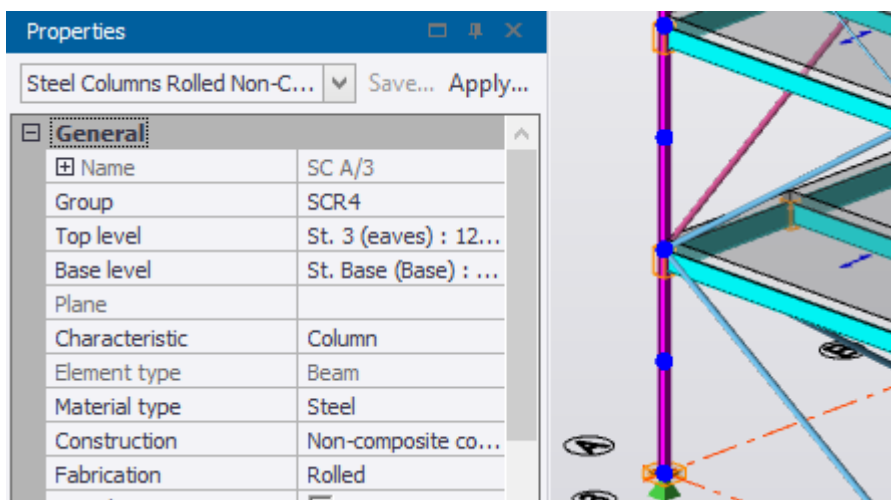 Properties
Steel Columns Rolled Non-C... Save... Apply...
General
Name SC A/3
Group SCR4
Top level St. 3 (eaves) : 12...
Base level St. Base (Base) : ...
Plane
Characteristic Column
Element type Beam
Material type Steel
Construction Non-composite co...
Fabrication Rolled
A